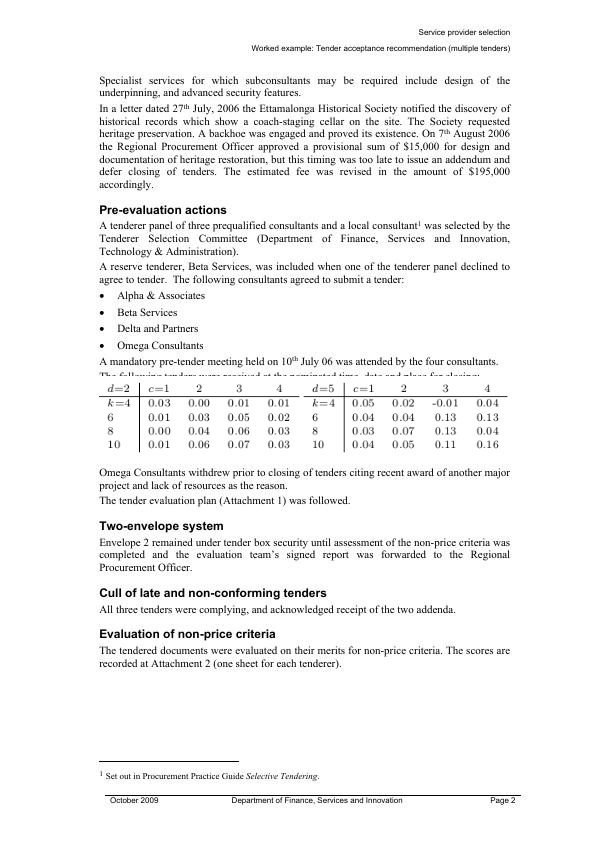 Service provider selection
Worked example: Tender acceptance recommendation (multiple tenders)
Specialist services for which subconsultants may be required include design of the
underpinning, and advanced security features.
In a letter dated 27th July, 2006 the Ettamalonga Historical Society notified the discovery of
historical records which show a coach-staging cellar on the site. The Society requested
heritage preservation. A backhoe was engaged and proved its existence. On 7th August 2006
the Regional Procurement Officer approved a provisional sum of $15,000 for design and
documentation of heritage restoration, but this timing was too late to issue an addendum and
defer closing of tenders. The estimated fee was revised in the amount of $195,000
accordingly.
Pre-evaluation actions
A tenderer panel of three prequalified consultants and a local consultant1 was selected by the
Tenderer Selection Committee (Department of Finance, Services and Innovation,
Technology & Administration).
A reserve tenderer, Beta Services, was included when one of the tenderer panel declined to
agree to tender. The following consultants agreed to submit a tender:
• Alpha & Associates
• Beta Services
• Delta and Partners
• Omega Consultants
A mandatory pre-tender meeting held on 10th July 06 was attended by the four consultants.
The following tenders were received at the nominated time, date and place for closing:
d=2 c=1 2 3 4 d=5 c=1 2 3 4
k=4 0.03 0.00 0.01 0.01 k=4 0.05 0.02 -0.01 0.04
6 0.01 0.03 0.05 0.02 6 0.04 0.04 0.13 0.13
8 0.00 0.04 0.06 0.03 8 0.03 0.07 0.13 0.04
10 0.01 0.06 0.07 0.03 10 0.04 0.05 0.11 0.16
Omega Consultants withdrew prior to closing of tenders citing recent award of another major
project and lack of resources as the reason.
The tender evaluation plan (Attachment 1) was followed.
Two-envelope system
Envelope 2 remained under tender box security until assessment of the non-price criteria was
completed and the evaluation team's signed report was forwarded to the Regional
Procurement Officer.
Cull of late and non-conforming tenders
All three tenders were complying, and acknowledged receipt of the two addenda.
Evaluation of non-price criteria
The tendered documents were evaluated on their merits for non-price criteria. The scores are
recorded at Attachment 2 (one sheet for each tenderer).
1 Set out in Procurement Practice Guide Selective Tendering.
October 2009 Department of Finance, Services and Innovation Page 2